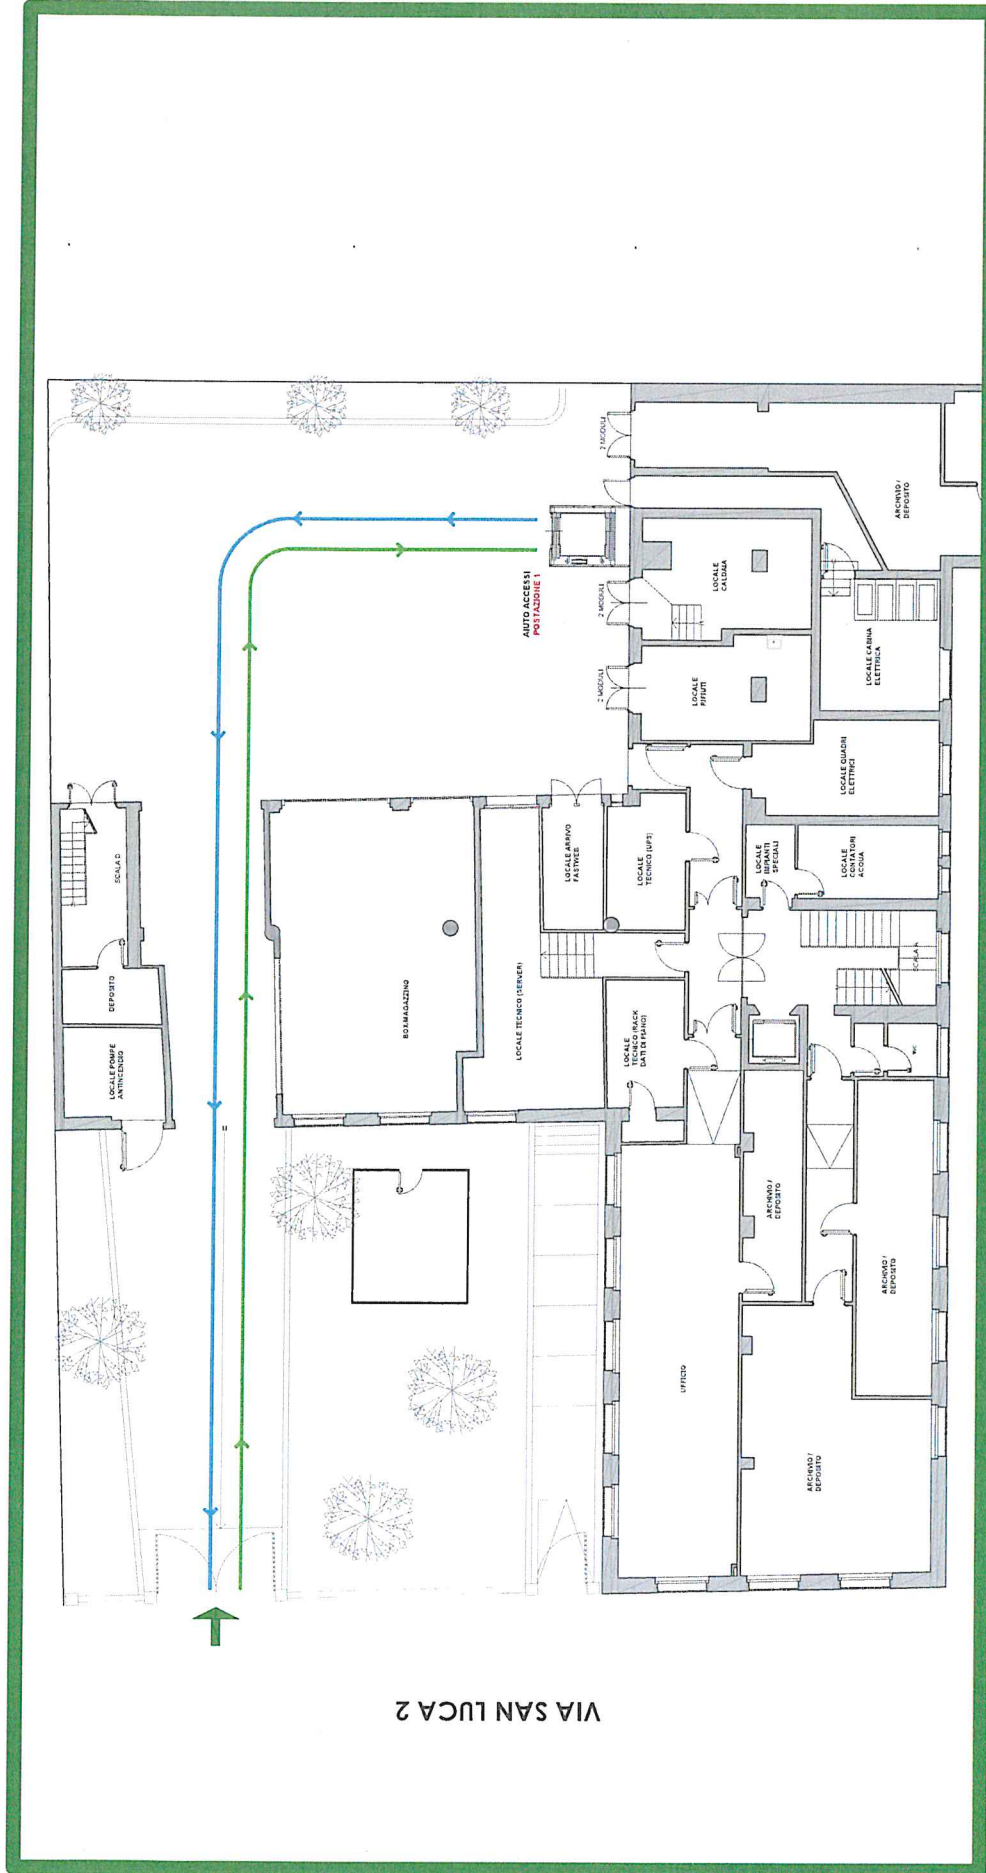 VIA SAN LUCA 2
LOCALE POMPE
ANTINCENDIO
DEPOSITO
SCALA D
BOX/MAGAZZINO
LOCALE TECNICO (SERVER)
LOCALE ARRIVO
FASTWEB
LOCALE
TECNICO (RACK
DATI DI PIANO)
LOCALE
TECNICO (UPS)
AIUTO ACCESSI
POSTAZIONE 1
2 MODULI
2 MODULI
2 MODULI
LOCALE
RIFIUTI
LOCALE
CALDAIA
UFFICIO
ARCHIVIO /
DEPOSITO
ARCHIVIO /
DEPOSITO
ARCHIVIO /
DEPOSITO
WC
SCALA A
LOCALE
IMPIANTI
SPECIALI
LOCALE
CONTATORI
ACQUA
LOCALE QUADRI
ELETTRICI
LOCALE CABINA
ELETTRICA
ARCHIVIO /
DEPOSITO